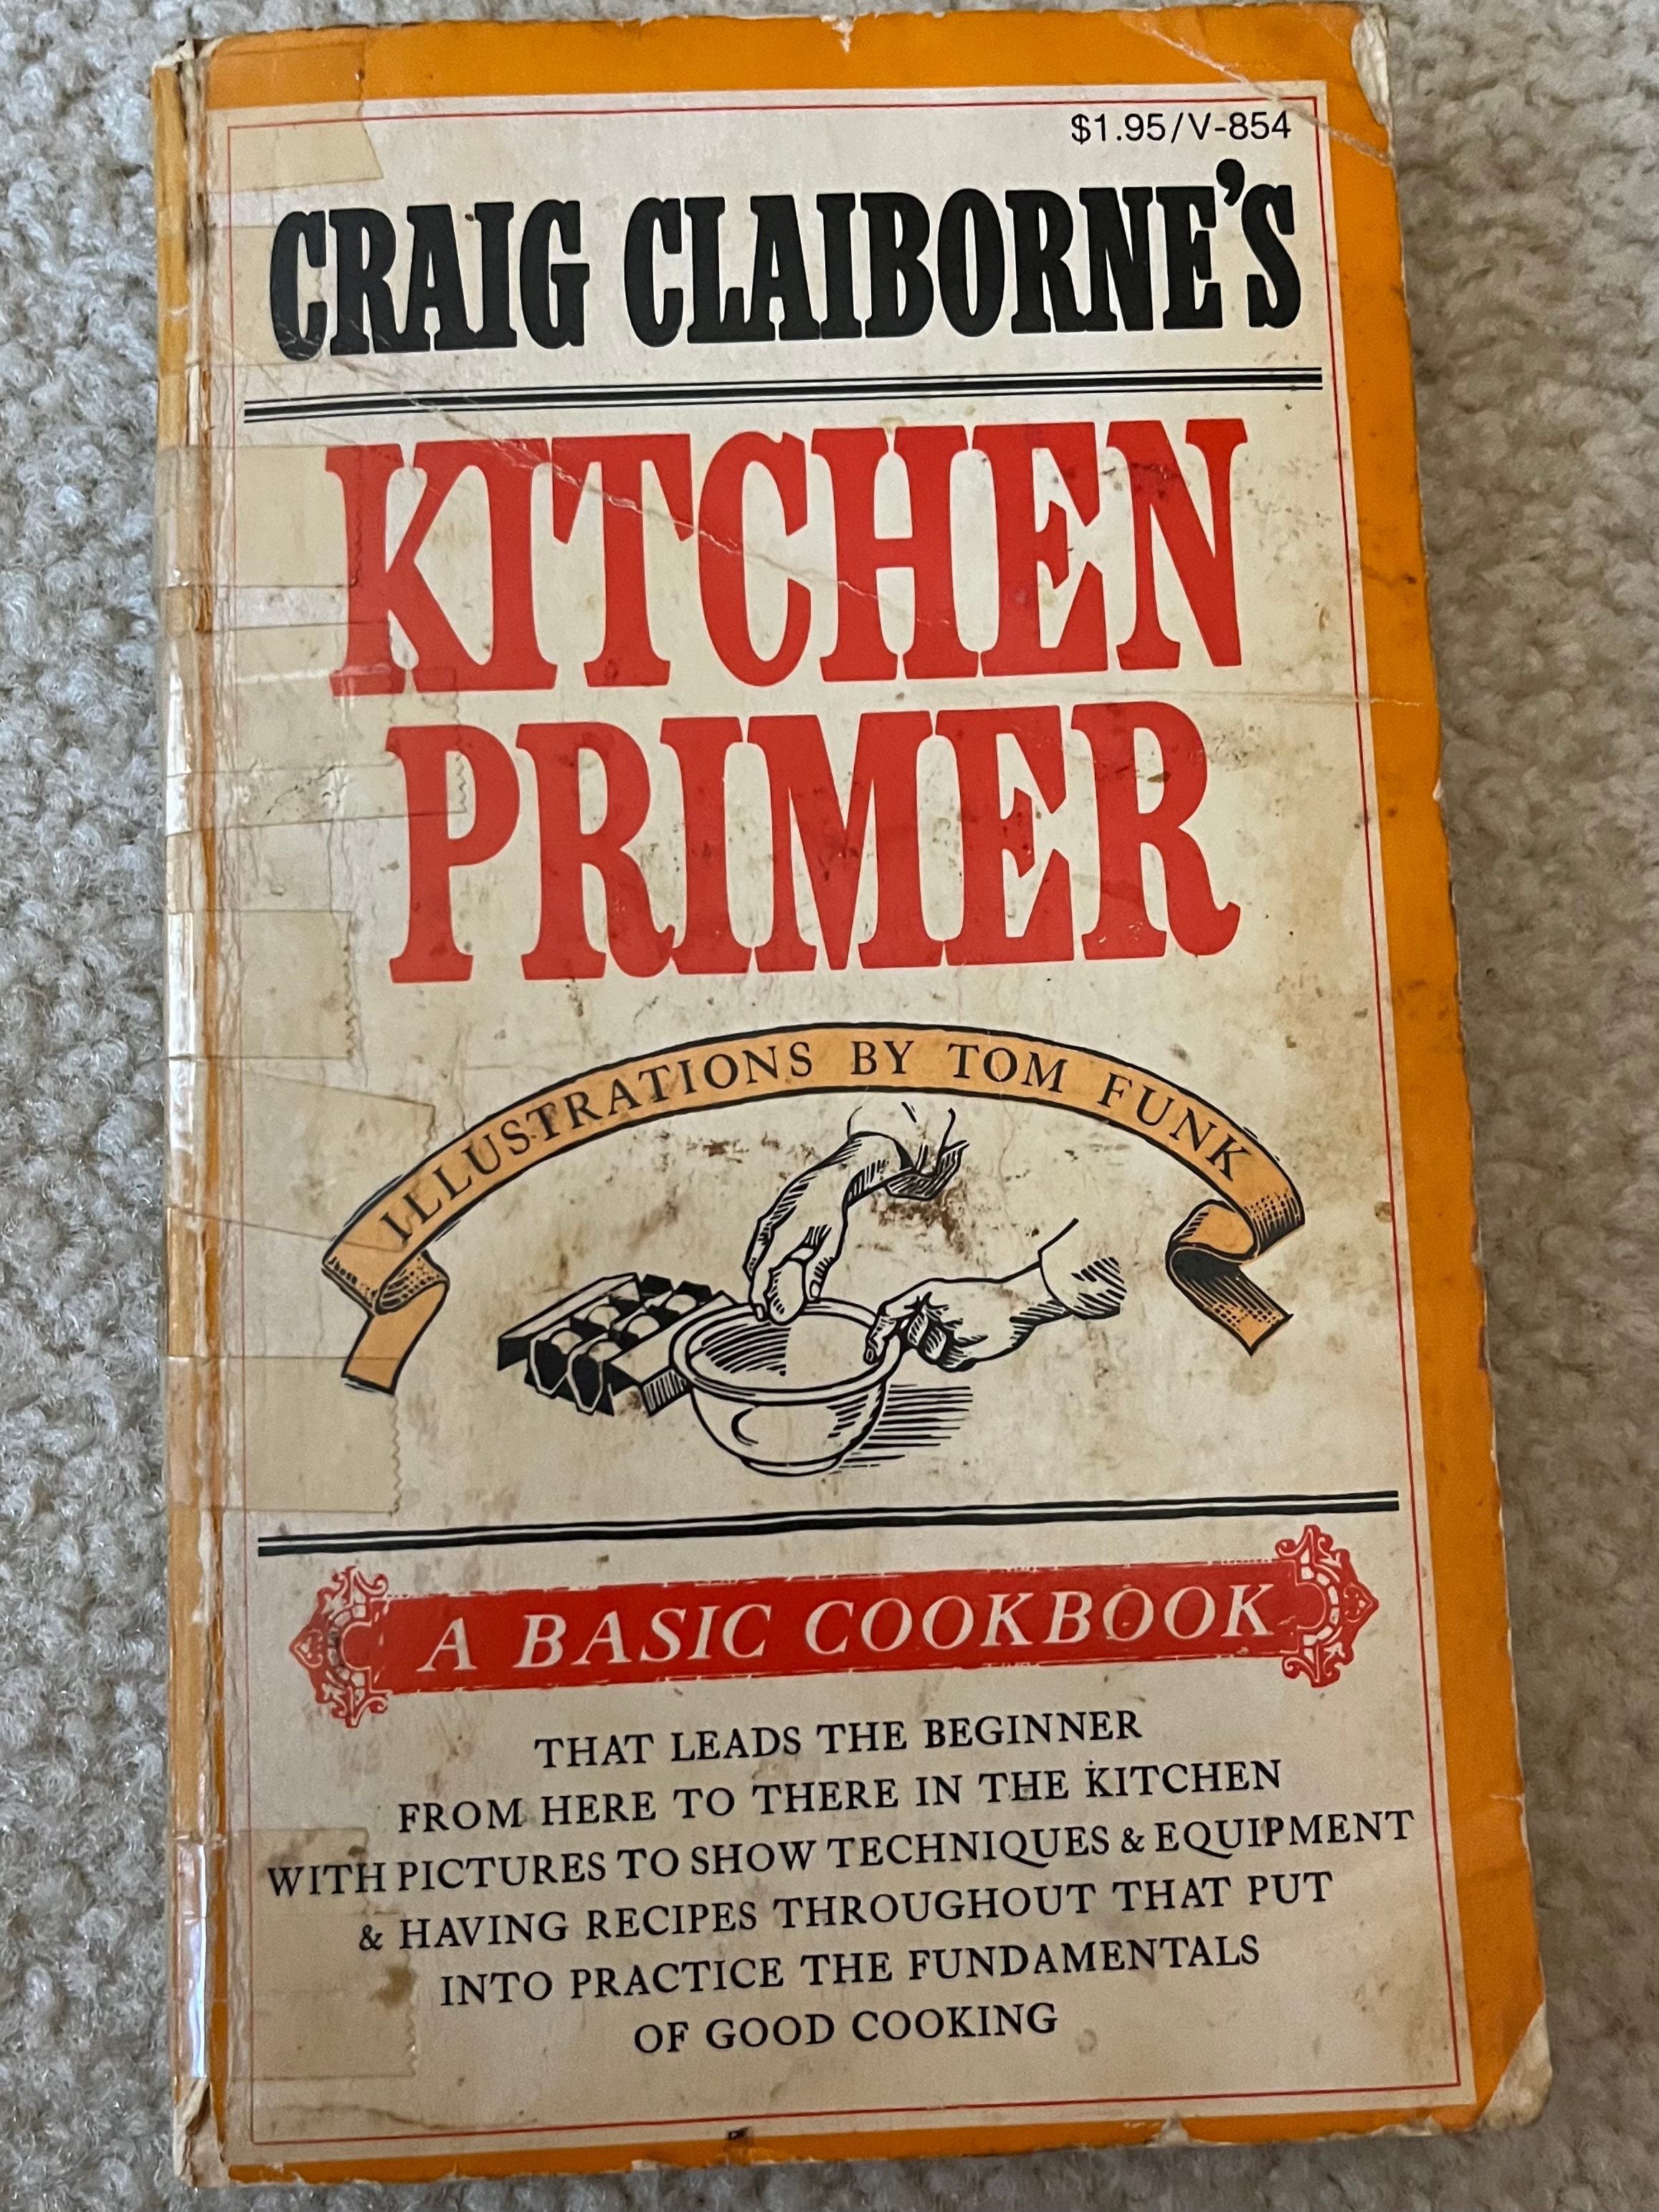 $1.95/V-854
CRAIG CLAIBORNE'S
KITCHEN
PRIMER
ILLUSTRATIONS BY TOM FUNK
A BASIC COOKBOOK
THAT LEADS THE BEGINNER
FROM HERE TO THERE IN THE KITCHEN
WITH PICTURES TO SHOW TECHNIQUES & EQUIPMENT
& HAVING RECIPES THROUGHOUT THAT PUT
INTO PRACTICE THE FUNDAMENTALS
OF GOOD COOKING